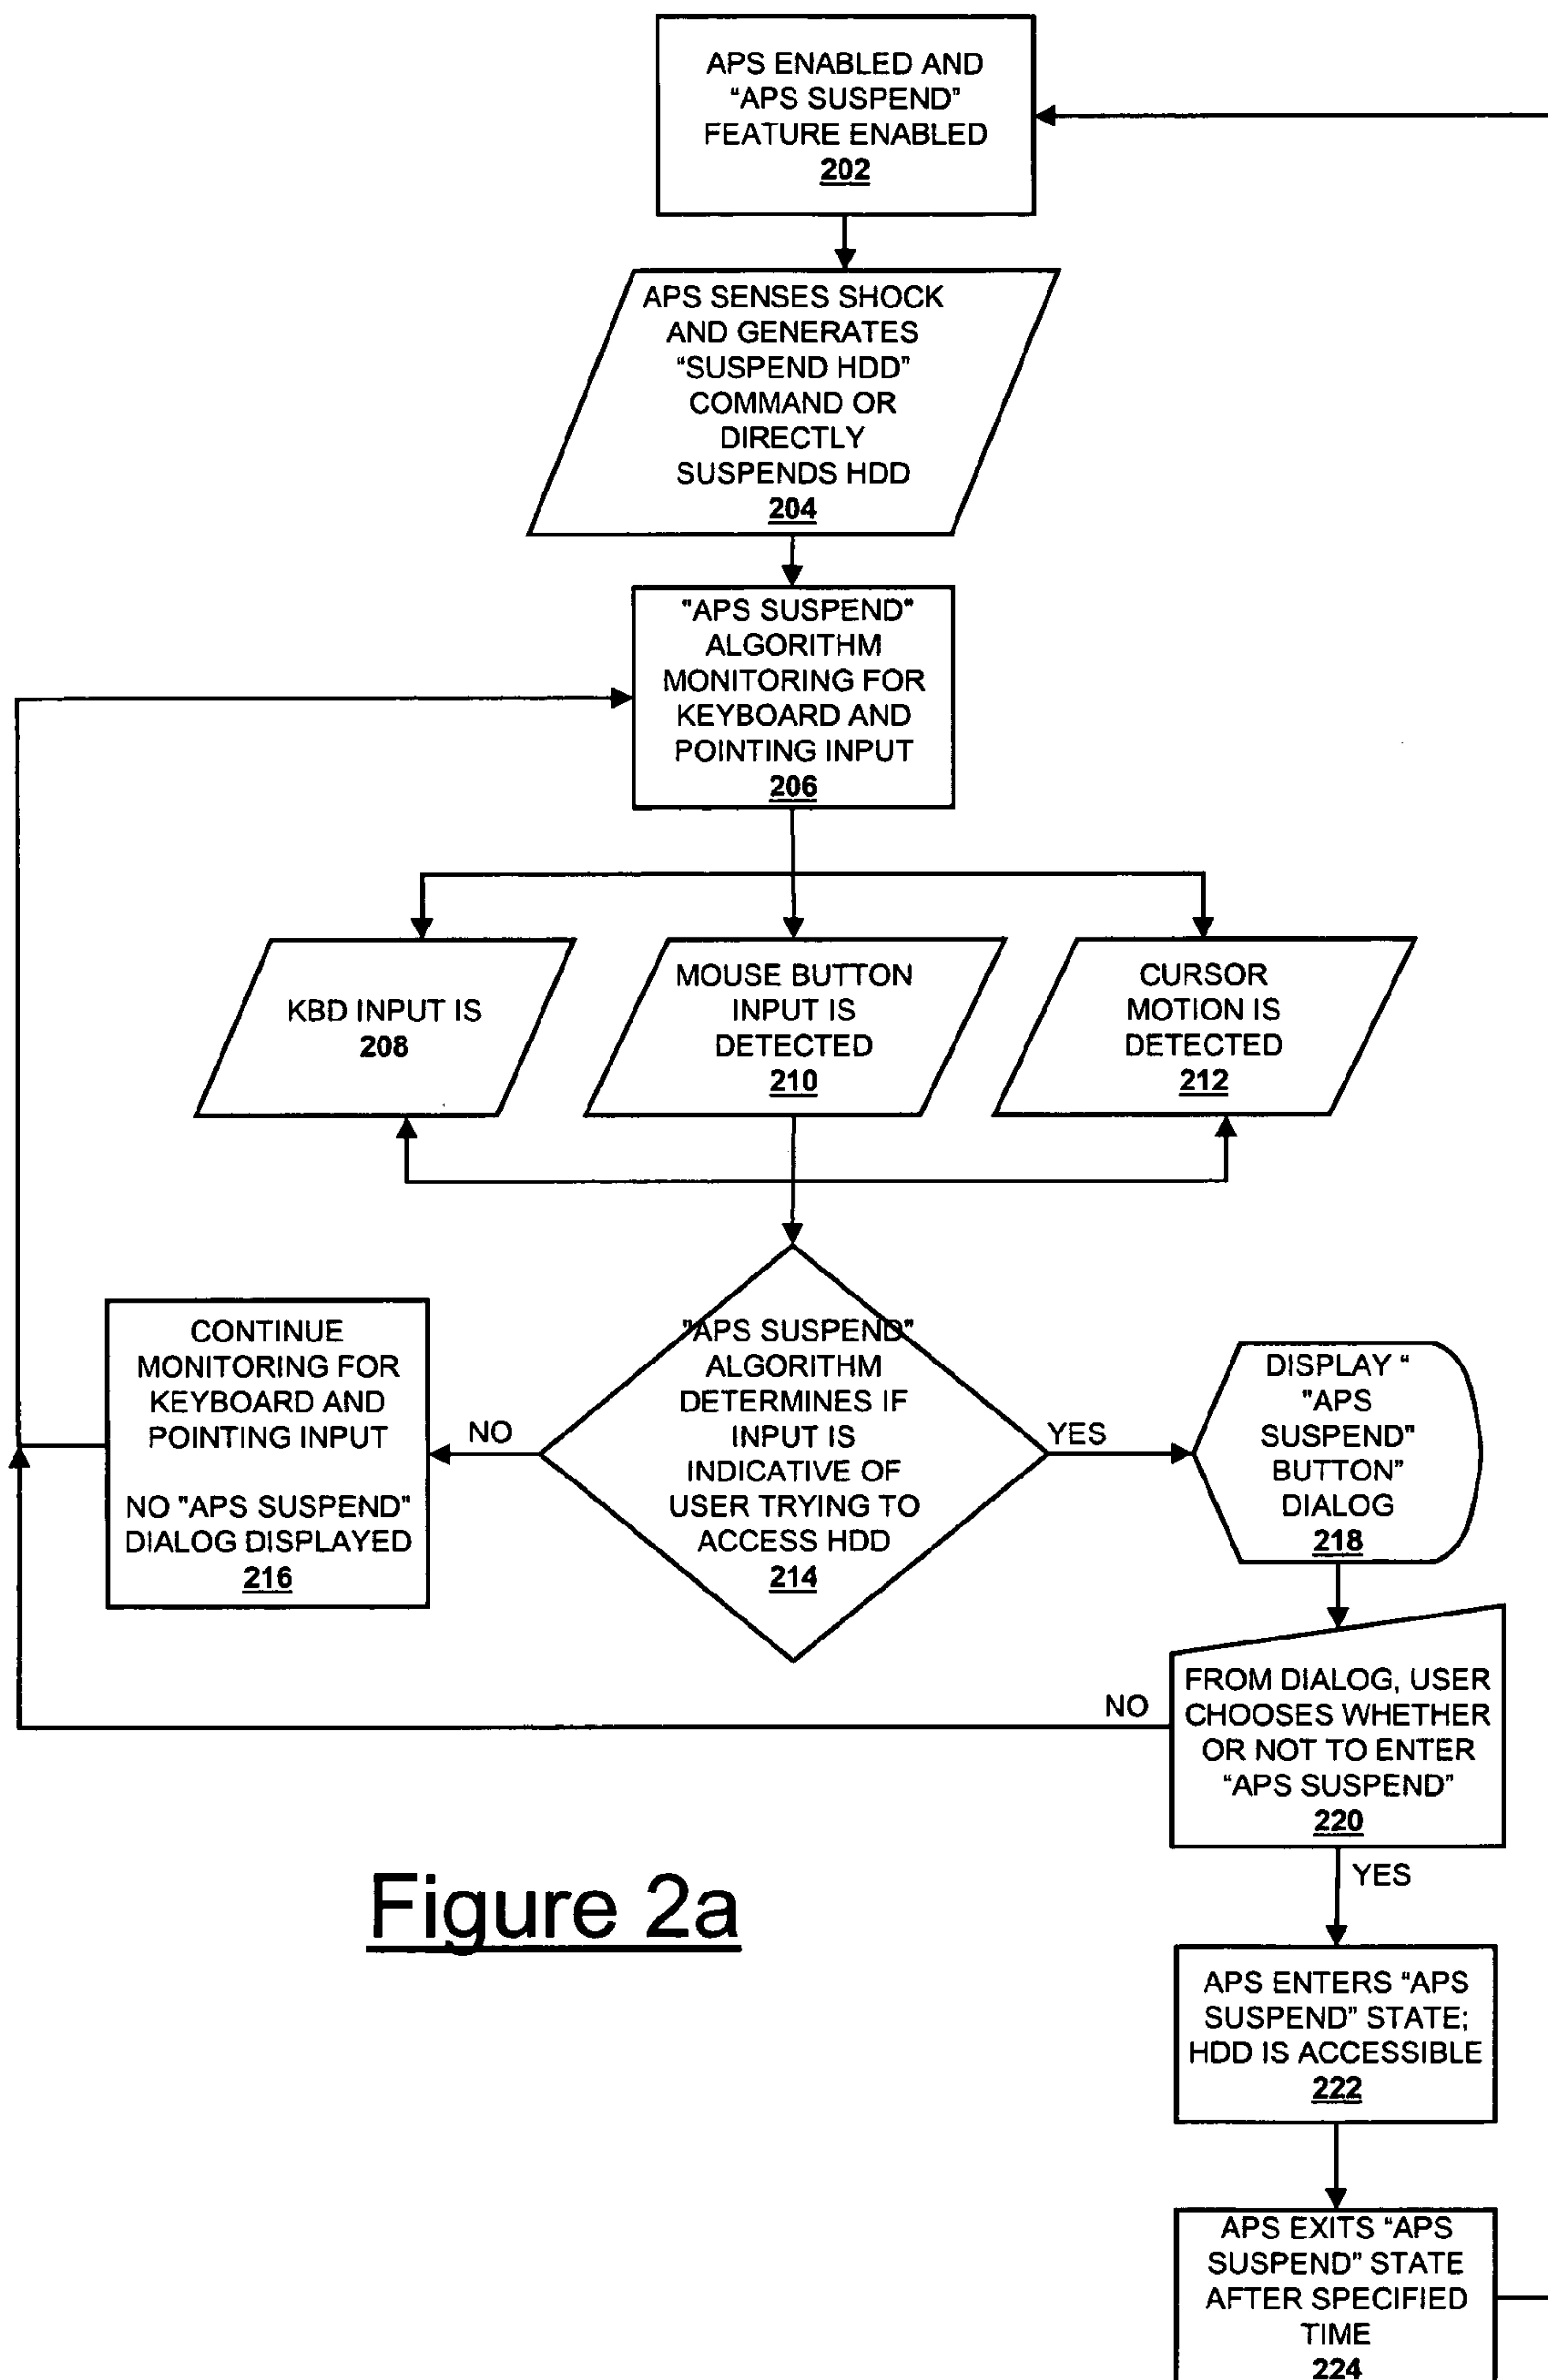 APS ENABLED AND
“APS SUSPEND”
FEATURE ENABLED
202
APS SENSES SHOCK
AND GENERATES
“SUSPEND HDD”
COMMAND OR
DIRECTLY
SUSPENDS HDD
204
"APS SUSPEND"
ALGORITHM
MONITORING FOR
KEYBOARD AND
POINTING INPUT
206
KBD INPUT IS
208
MOUSE BUTTON
INPUT IS
DETECTED
210
CURSOR
MOTION IS
DETECTED
212
CONTINUE
MONITORING FOR
KEYBOARD AND
POINTING INPUT
NO "APS SUSPEND"
DIALOG DISPLAYED
216
NO
"APS SUSPEND"
ALGORITHM
DETERMINES IF
INPUT IS
INDICATIVE OF
USER TRYING TO
ACCESS HDD
214
YES
DISPLAY “
"APS
SUSPEND"
BUTTON”
DIALOG
218
NO
FROM DIALOG, USER
CHOOSES WHETHER
OR NOT TO ENTER
“APS SUSPEND”
220
YES
Figure 2a
APS ENTERS “APS
SUSPEND” STATE;
HDD IS ACCESSIBLE
222
APS EXITS “APS
SUSPEND” STATE
AFTER SPECIFIED
TIME
224